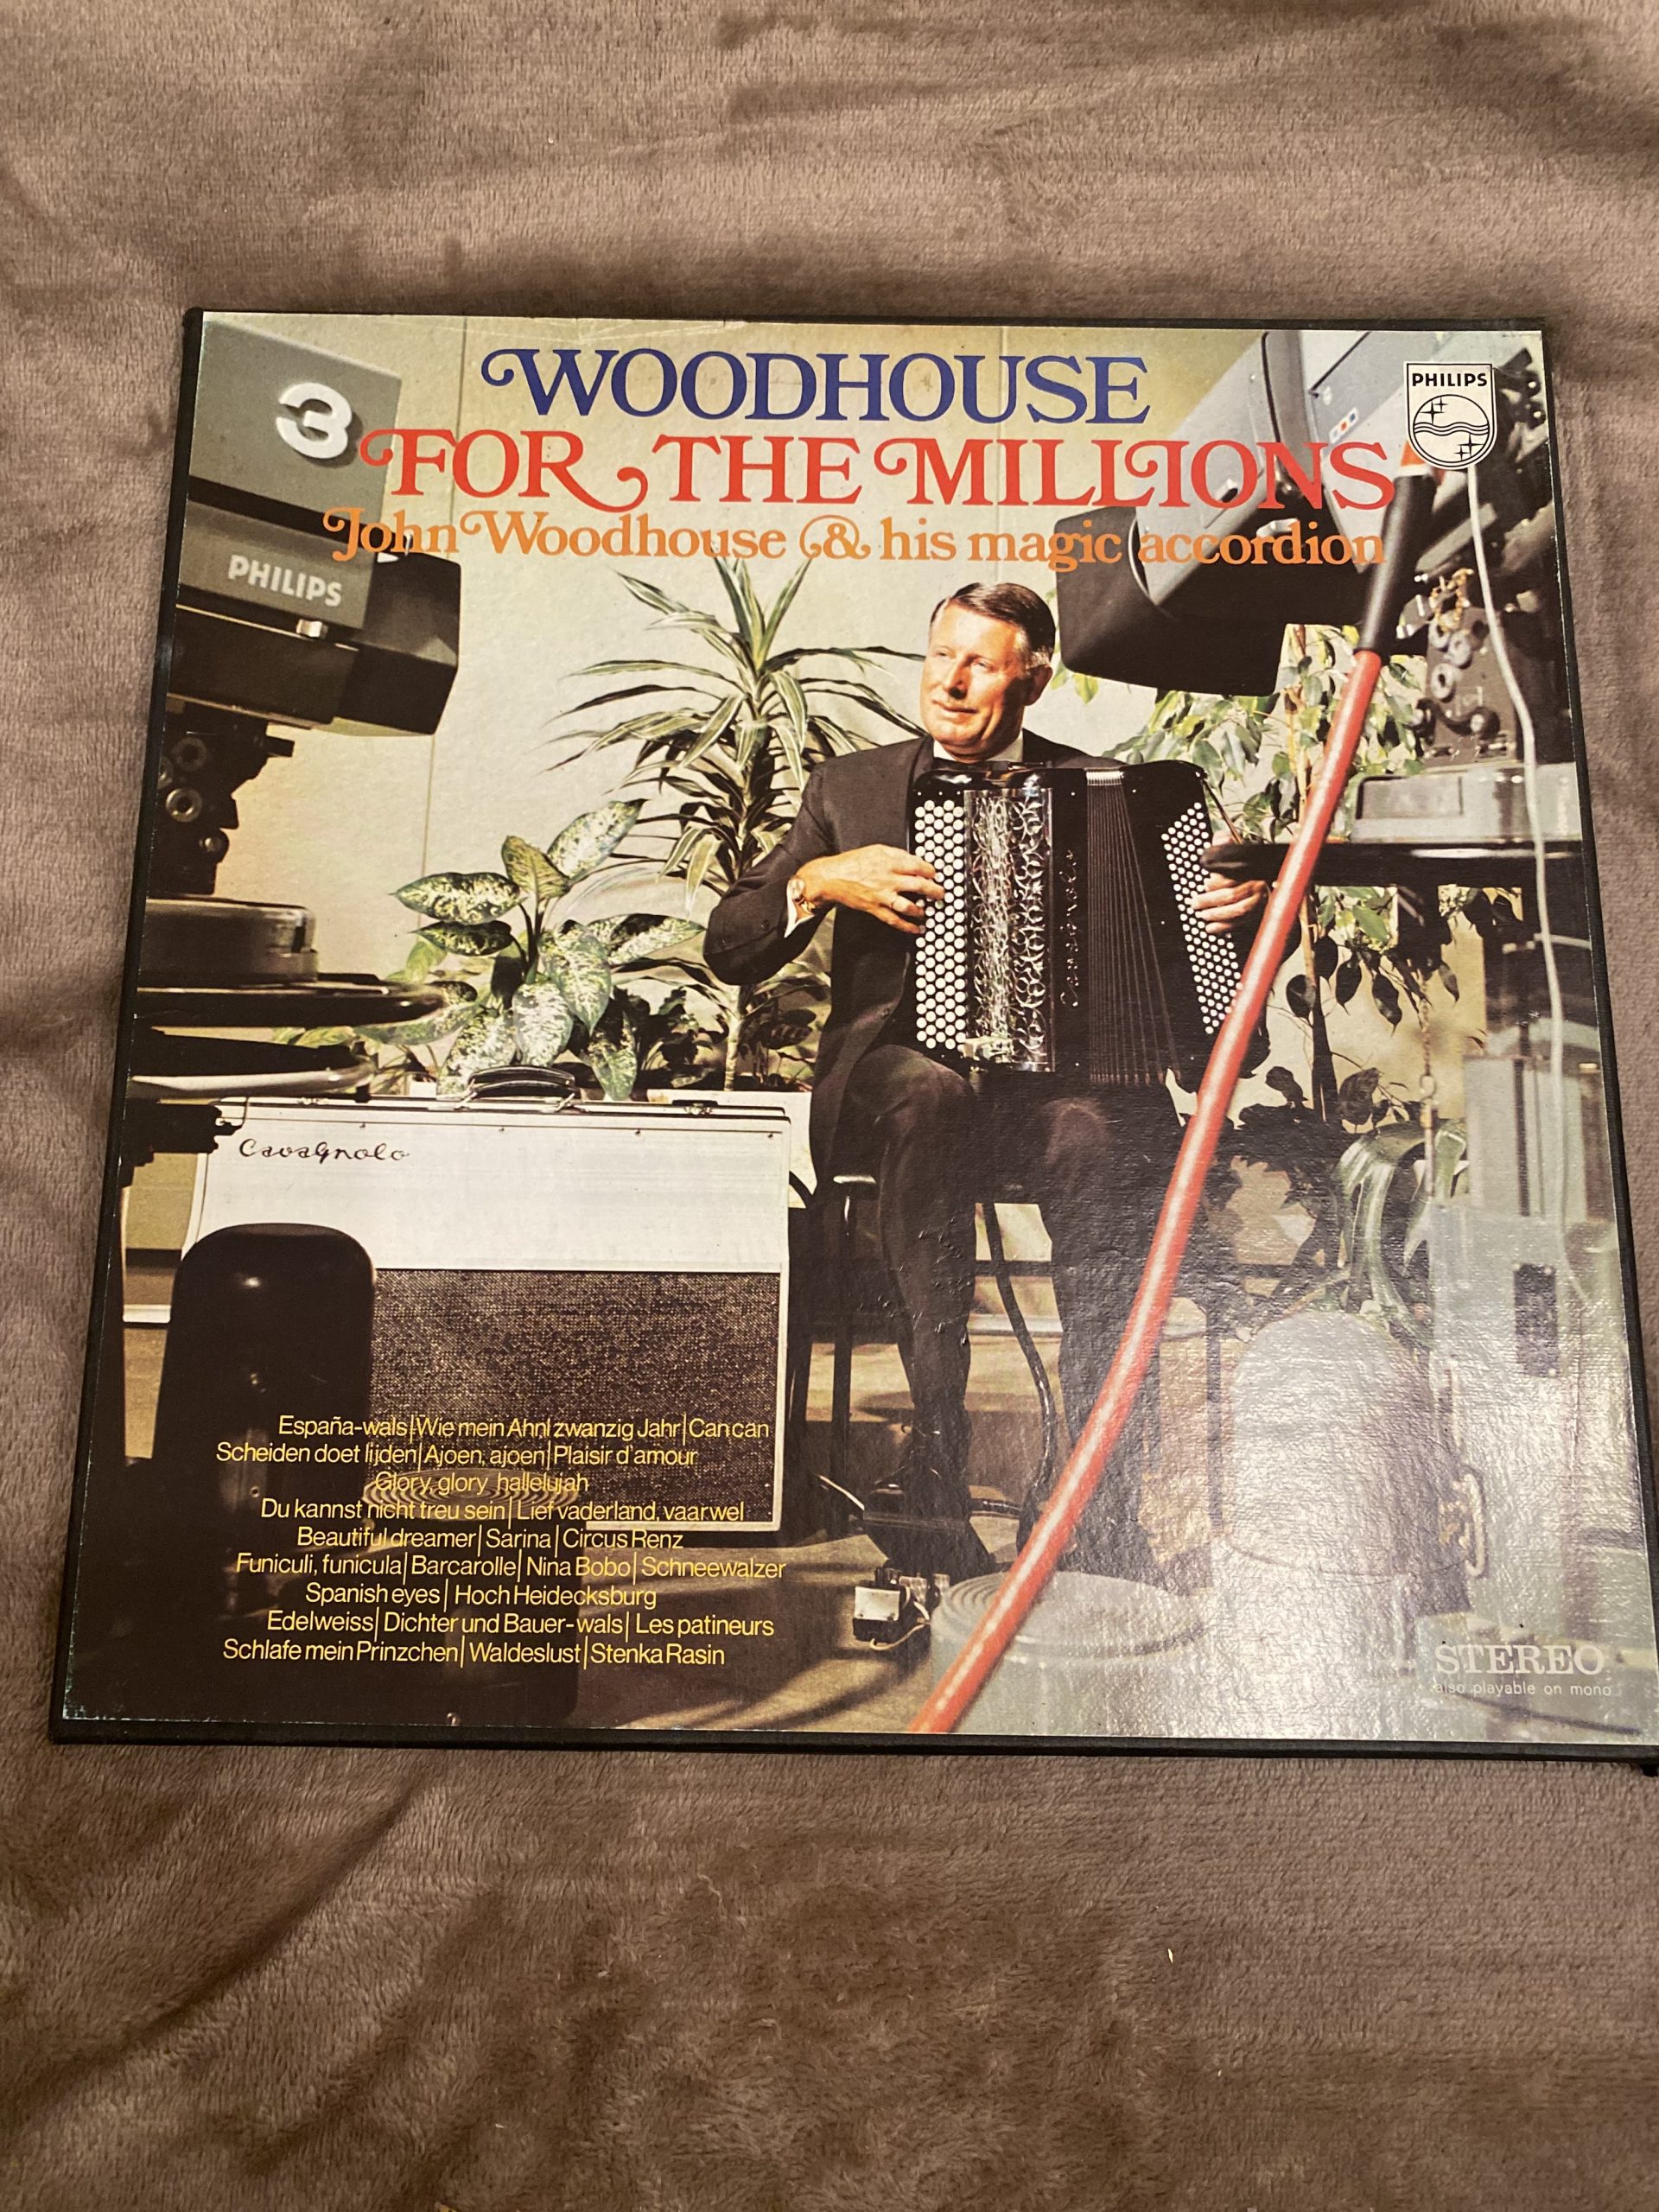 WOODHOUSE
FOR THE MILLIONS
John Woodhouse & his magic accordion
PHILIPS
3
PHILIPS
Cavagnolo
Cavagnolo
España-wals|Wie mein Ahnl zwanzig Jahr|Can can
Scheiden doet lijden|Ajoen, ajoen|Plaisir d'amour
Glory, glory hallelujah
Du kannst nicht treu sein|Lief vaderland, vaarwel
Beautiful dreamer|Sarina|Circus Renz
Funiculi, funicula|Barcarolle|Nina Bobo|Schneewalzer
Spanish eyes|Hoch Heidecksburg
Edelweiss|Dichter und Bauer-wals|Les patineurs
Schlafe mein Prinzchen|Waldeslust|Stenka Rasin
STEREO
also playable on mono